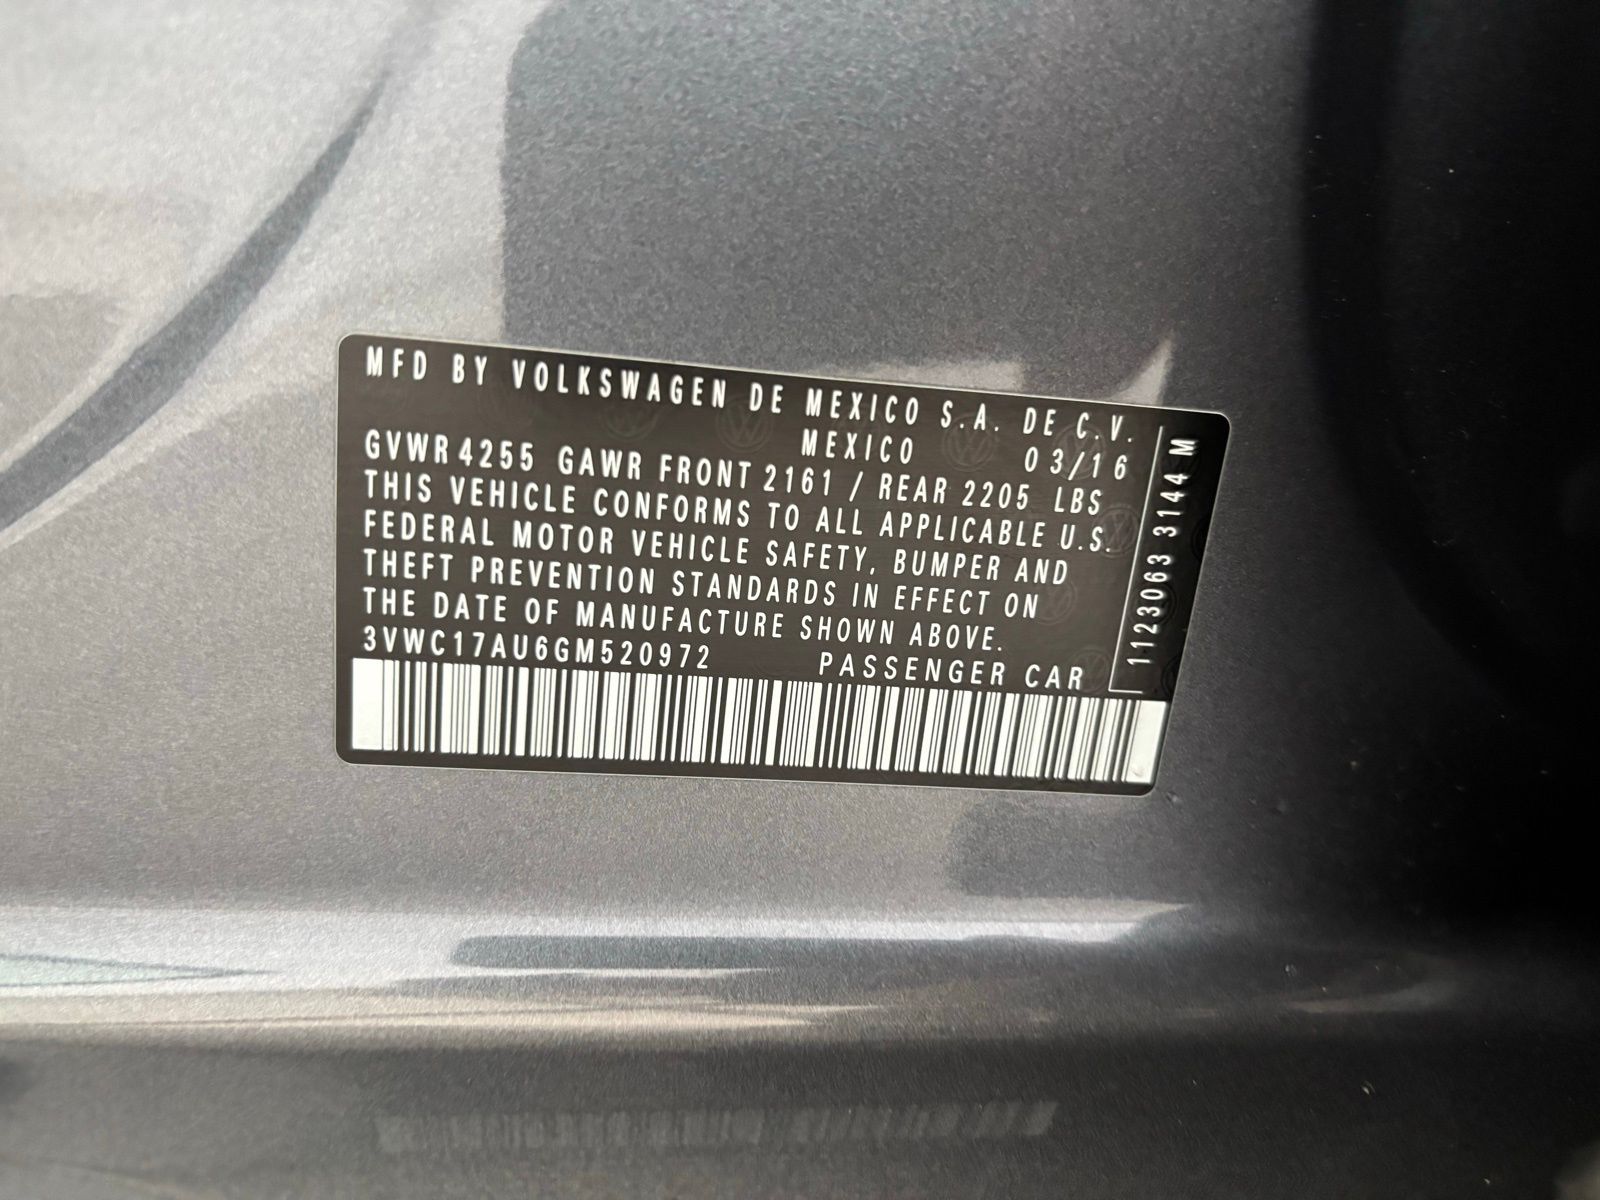 MFD BY VOLKSWAGEN DE MEXICO S.A. DE C.V.
MEXICO 03/16
GVWR 4255 GAWR FRONT 2161 / REAR 2205 LBS
THIS VEHICLE CONFORMS TO ALL APPLICABLE U.S.
FEDERAL MOTOR VEHICLE SAFETY, BUMPER AND
THEFT PREVENTION STANDARDS IN EFFECT ON
THE DATE OF MANUFACTURE SHOWN ABOVE.
3VWC17AU6GM520972 PASSENGER CAR
1123063 3144 M